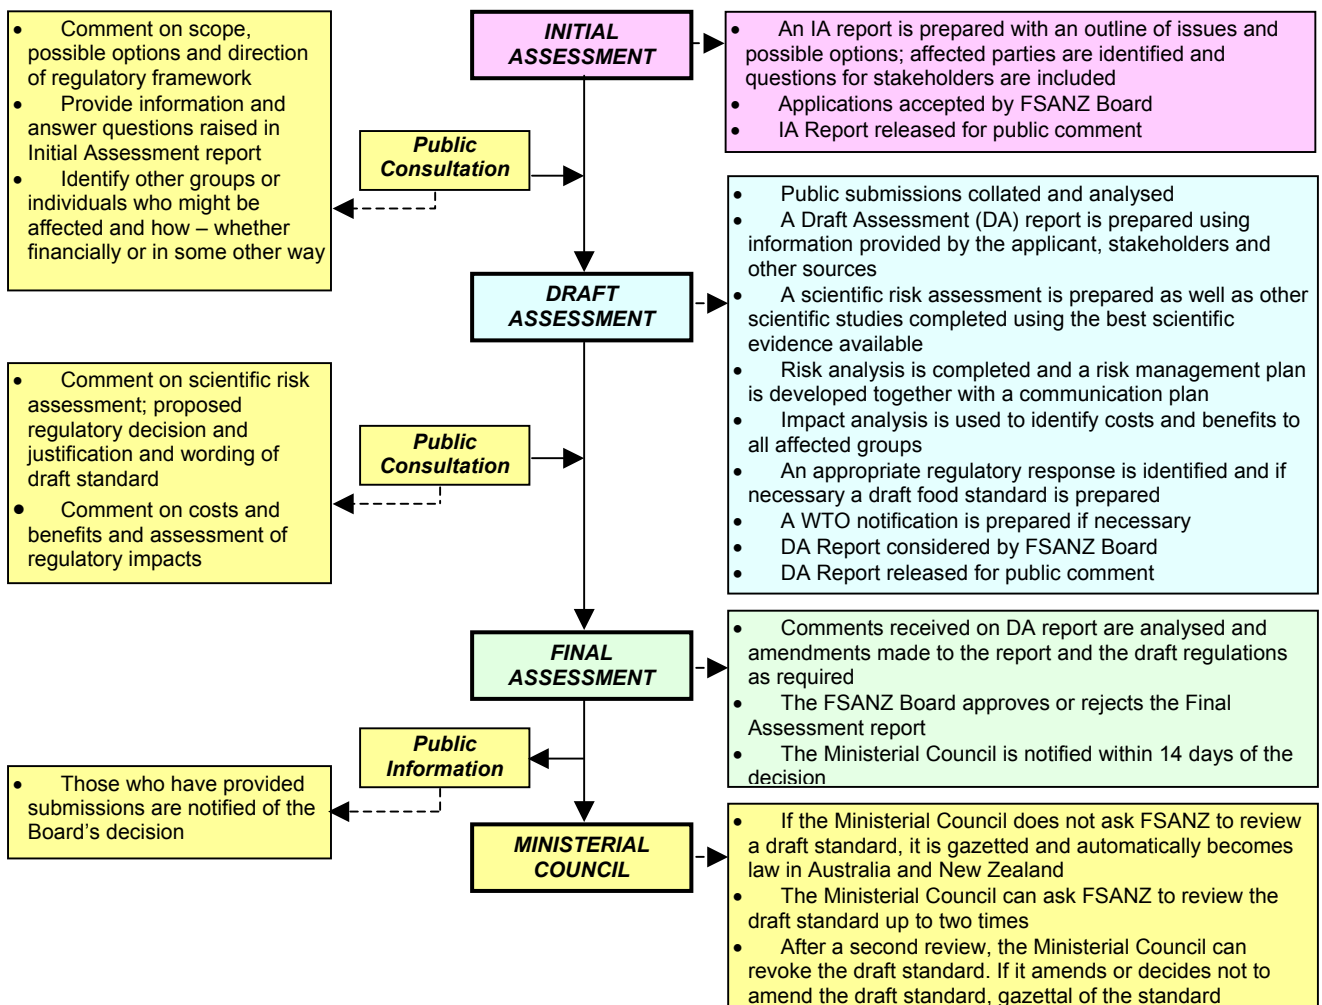 INITIAL
ASSESSMENT
• An IA report is prepared with an outline of issues and
possible options; affected parties are identified and
questions for stakeholders are included
• Applications accepted by FSANZ Board
• IA Report released for public comment
• Comment on scope,
possible options and direction
of regulatory framework
• Provide information and
answer questions raised in
Initial Assessment report
• Identify other groups or
individuals who might be
affected and how – whether
financially or in some other way
Public
Consultation
DRAFT
ASSESSMENT
• Public submissions collated and analysed
• A Draft Assessment (DA) report is prepared using
information provided by the applicant, stakeholders and
other sources
• A scientific risk assessment is prepared as well as other
scientific studies completed using the best scientific
evidence available
• Risk analysis is completed and a risk management plan
is developed together with a communication plan
• Impact analysis is used to identify costs and benefits to
all affected groups
• An appropriate regulatory response is identified and if
necessary a draft food standard is prepared
• A WTO notification is prepared if necessary
• DA Report considered by FSANZ Board
• DA Report released for public comment
• Comment on scientific risk
assessment; proposed
regulatory decision and
justification and wording of
draft standard
• Comment on costs and
benefits and assessment of
regulatory impacts
Public
Consultation
FINAL
ASSESSMENT
• Comments received on DA report are analysed and
amendments made to the report and the draft regulations
as required
• The FSANZ Board approves or rejects the Final
Assessment report
• The Ministerial Council is notified within 14 days of the
decision
Public
Information
• Those who have provided
submissions are notified of the
Board's decision
MINISTERIAL
COUNCIL
• If the Ministerial Council does not ask FSANZ to review
a draft standard, it is gazetted and automatically becomes
law in Australia and New Zealand
• The Ministerial Council can ask FSANZ to review the
draft standard up to two times
• After a second review, the Ministerial Council can
revoke the draft standard. If it amends or decides not to
amend the draft standard, gazettal of the standard